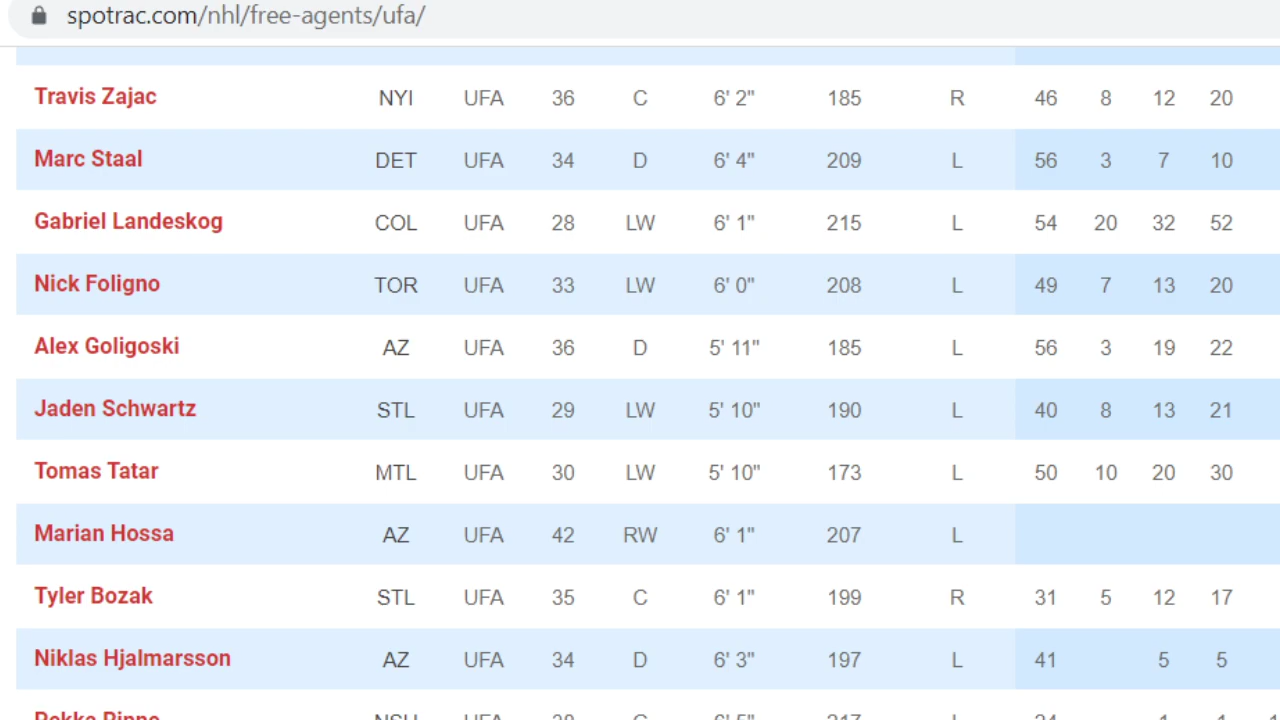 spotrac.com/nhl/free-agents/ufa/
Travis Zajac NYI UFA 36 C 6' 2" 185 R 46 8 12 20
Marc Staal DET UFA 34 D 6' 4" 209 L 56 3 7 10
Gabriel Landeskog COL UFA 28 LW 6' 1" 215 L 54 20 32 52
Nick Foligno TOR UFA 33 LW 6' 0" 208 L 49 7 13 20
Alex Goligoski AZ UFA 36 D 5' 11" 185 L 56 3 19 22
Jaden Schwartz STL UFA 29 LW 5' 10" 190 L 40 8 13 21
Tomas Tatar MTL UFA 30 LW 5' 10" 173 L 50 10 20 30
Marian Hossa AZ UFA 42 RW 6' 1" 207 L
Tyler Bozak STL UFA 35 C 6' 1" 199 R 31 5 12 17
Niklas Hjalmarsson AZ UFA 34 D 6' 3" 197 L 41 5 5
Pekka Rinne NSH UFA